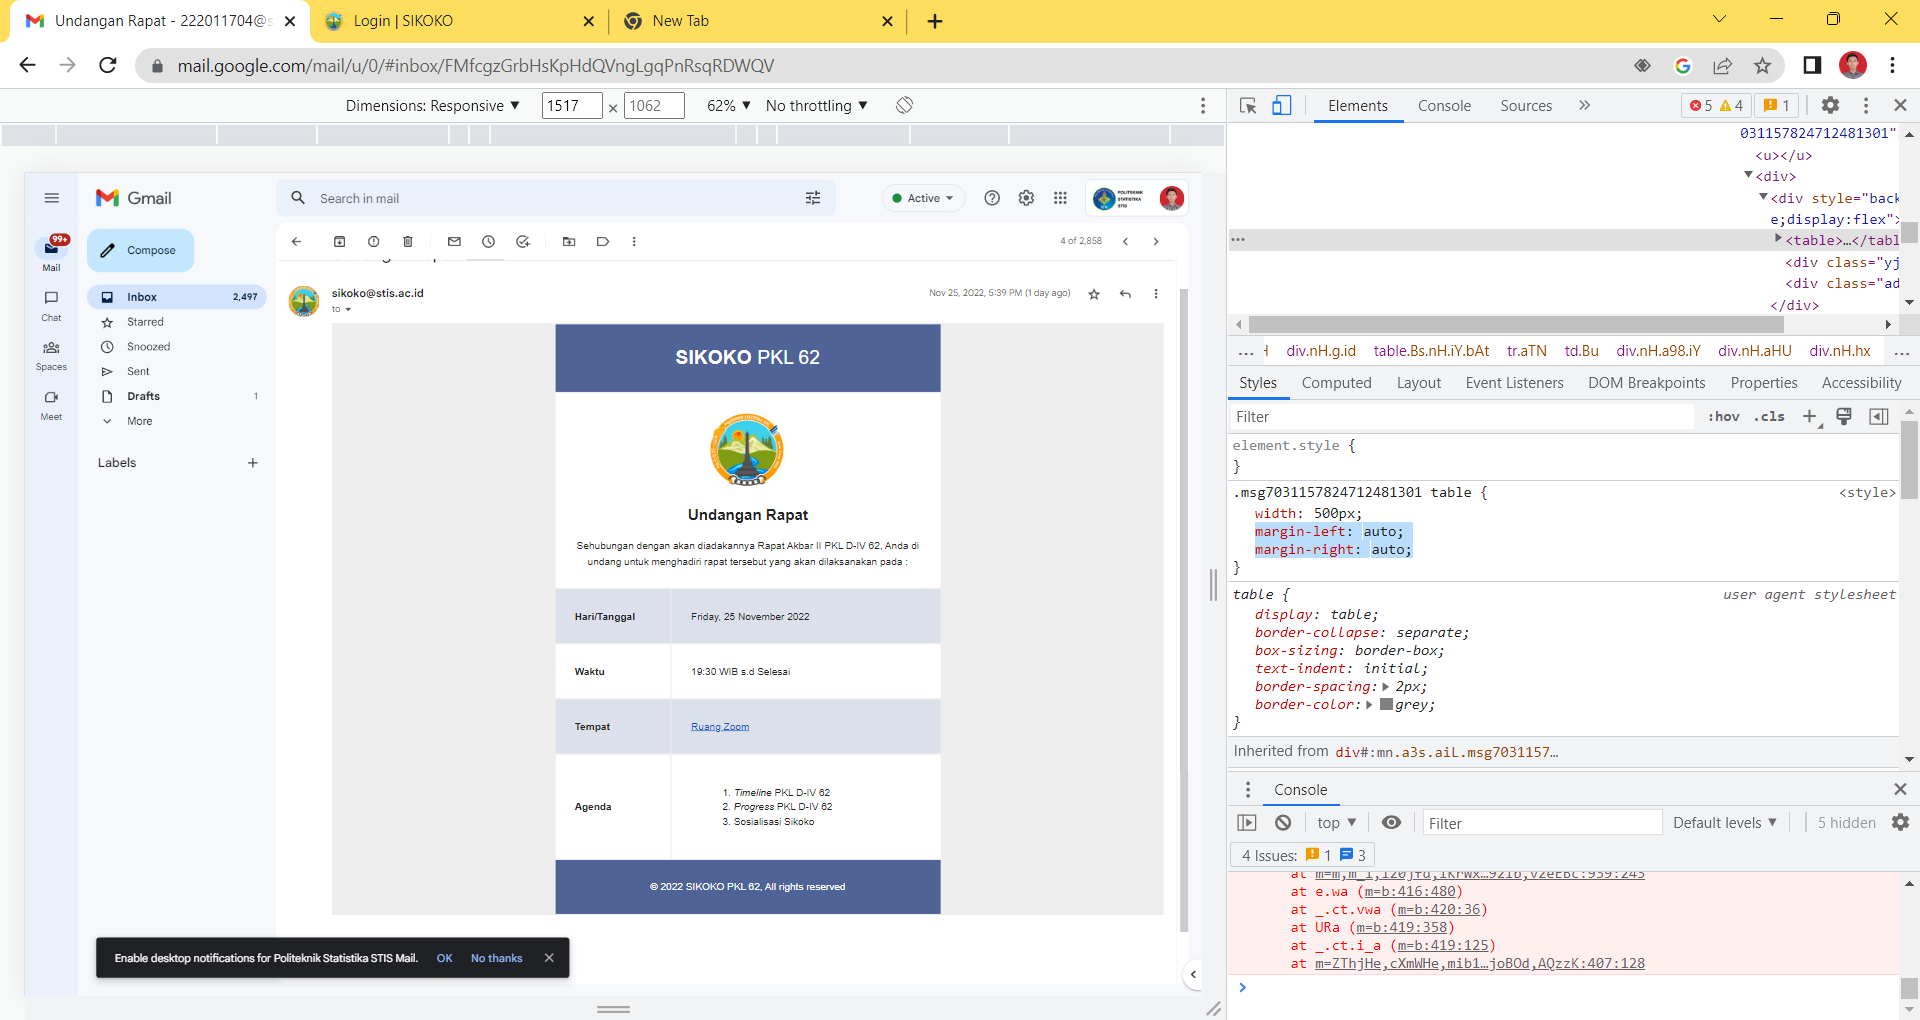 Undangan Rapat - 222011704@s
Login | SIKOKO
New Tab
mail.google.com/mail/u/0/#inbox/FMfcgzGrbHsKpHdQVngLgqPnRsqRDWQV
Dimensions: Responsive ▼ 1517 × 1062 62% ▼ No throttling ▼
Elements Console Sources » 5 4 1
Gmail
Search in mail
Active
POLITEKNIK
STATISTIKA
STIS
99+
Mail
Chat
Spaces
Meet
Compose
Inbox 2,497
Starred
Snoozed
Sent
Drafts 1
More
Labels
4 of 2,858
sikoko@stis.ac.id
to
Nov 25, 2022, 5:39 PM (1 day ago)
SIKOKO PKL 62
Undangan Rapat
Sehubungan dengan akan diadakannya Rapat Akbar II PKL D-IV 62, Anda di
undang untuk menghadiri rapat tersebut yang akan dilaksanakan pada :
Hari/Tanggal Friday, 25 November 2022
Waktu 19:30 WIB s.d Selesai
Tempat Ruang Zoom
Agenda
1. Timeline PKL D-IV 62
2. Progress PKL D-IV 62
3. Sosialisasi Sikoko
© 2022 SIKOKO PKL 62, All rights reserved
Enable desktop notifications for Politeknik Statistika STIS Mail. OK No thanks
031157824712481301"
<u></u>
<div>
<div style="back
e;display:flex">
<table>…</tabl
<div class="yj
<div class="ad
</div>
… div.nH.g.id table.Bs.nH.iY.bAt tr.aTN td.Bu div.nH.a98.iY div.nH.aHU div.nH.hx …
Styles Computed Layout Event Listeners DOM Breakpoints Properties Accessibility
Filter :hov .cls
element.style {
}
.msg7031157824712481301 table { <style>
width: 500px;
margin-left: auto;
margin-right: auto;
}
table { user agent stylesheet
display: table;
border-collapse: separate;
box-sizing: border-box;
text-indent: initial;
border-spacing: 2px;
border-color: grey;
}
Inherited from div#:mn.a3s.aiL.msg7031157…
Console
top ▼ Filter Default levels ▼ 5 hidden
4 Issues: 1 3
at e.wa (m=b:416:480)
at _.ct.vwa (m=b:420:36)
at URa (m=b:419:358)
at _.ct.i_a (m=b:419:125)
at m=ZThjHe,cXmWHe,mib1…joBOd,AQzzK:407:128